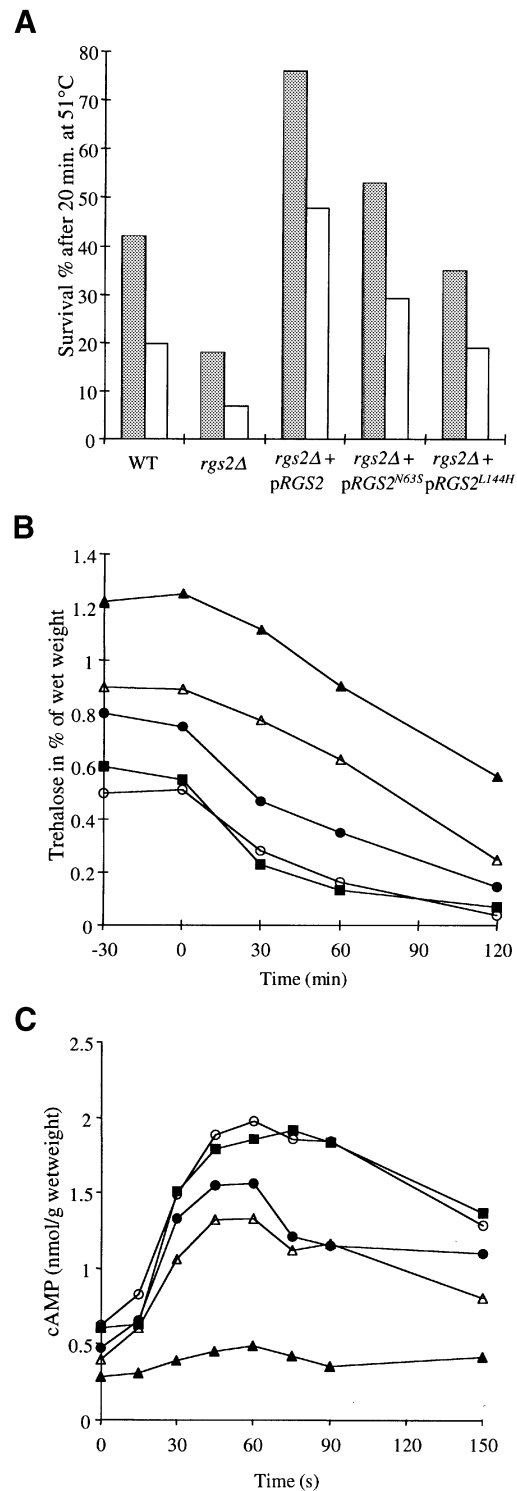 A
Survival % after 20 min. at 51°C
80
70
60
50
40
30
20
10
0
WT
rgs2Δ
rgs2Δ +
pRGS2
rgs2Δ +
pRGS2N63S
rgs2Δ +
pRGS2L144H
B
Trehalose in % of wet weight
1.4
1.2
1
0.8
0.6
0.4
0.2
0
-30
0
30
60
90
120
Time (min)
C
cAMP (nmol/g wetweight)
2.5
2
1.5
1
0.5
0
0
30
60
90
120
150
Time (s)